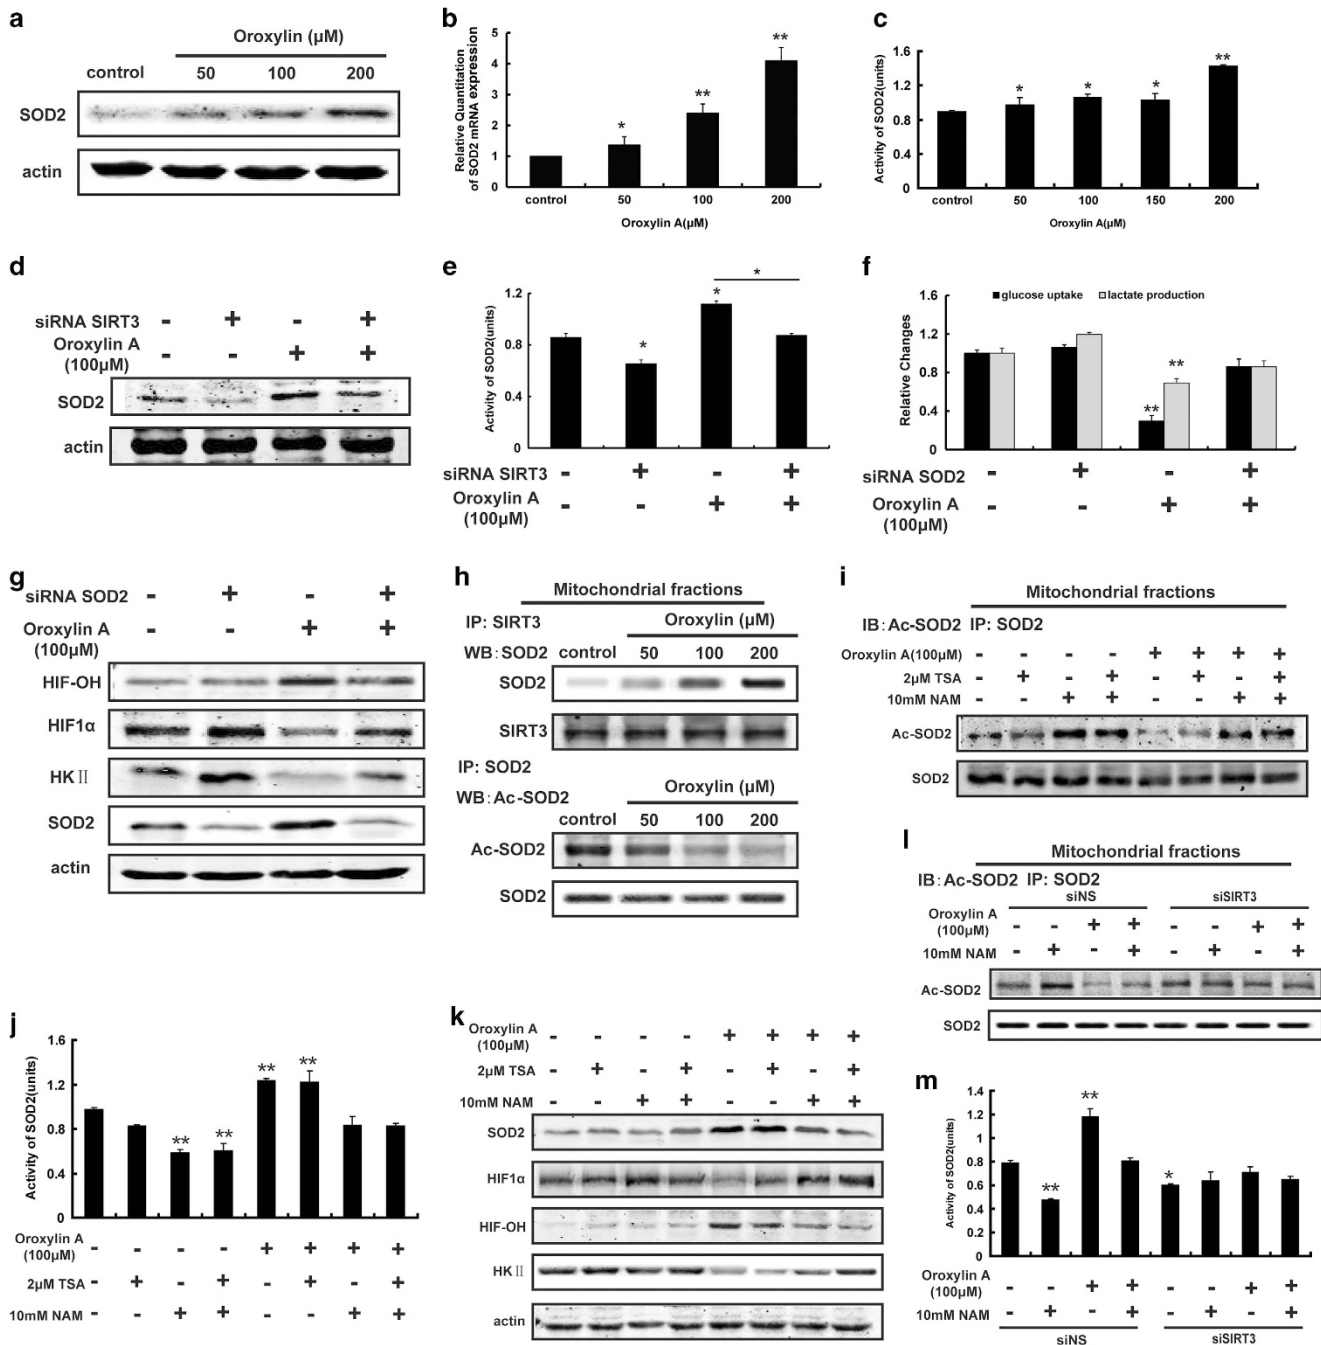 a
Oroxylin (μM)
control 50 100 200
SOD2
actin
b
Relative Quantitation
of SOD2 mRNA expression
5
4
3
2
1
0
* ** **
control 50 100 200
Oroxylin A(μM)
c
Activity of SOD2(units)
1.6
1.2
0.8
0.4
0
* * * **
control 50 100 150 200
Oroxylin A(μM)
d
siRNA SIRT3 - + - +
Oroxylin A - - + +
(100μM)
SOD2
actin
e
Activity of SOD2(units)
1.2
0.8
0.4
0
* * *
siRNA SIRT3 - + - +
Oroxylin A - - + +
(100μM)
f
glucose uptake lactate production
Relative Changes
1.6
1.2
0.8
0.4
0
** **
siRNA SOD2 - + - +
Oroxylin A - - + +
(100μM)
g
siRNA SOD2 - + - +
Oroxylin A - - + +
(100μM)
HIF-OH
HIF1α
HK II
SOD2
actin
h
Mitochondrial fractions
IP: SIRT3 Oroxylin (μM)
WB:SOD2 control 50 100 200
SOD2
SIRT3
IP: SOD2
WB:Ac-SOD2 Oroxylin (μM)
control 50 100 200
Ac-SOD2
SOD2
i
Mitochondrial fractions
IB:Ac-SOD2 IP: SOD2
Oroxylin A(100μM) - - - - + + + +
2μM TSA - + - + - + - +
10mM NAM - - + + - - + +
Ac-SOD2
SOD2
j
Activity of SOD2(units)
1.6
1.2
0.8
0.4
0
** ** ** **
Oroxylin A - - - - + + + +
(100μM)
2μM TSA - + - + - + - +
10mM NAM - - + + - - + +
k
Oroxylin A - - - - + + + +
(100μM)
2μM TSA - + - + - + - +
10mM NAM - - + + - - + +
SOD2
HIF1α
HIF-OH
HK II
actin
l
Mitochondrial fractions
IB:Ac-SOD2 IP: SOD2
siNS siSIRT3
Oroxylin A - - + + - - + +
(100μM)
10mM NAM - + - + - + - +
Ac-SOD2
SOD2
m
Activity of SOD2(units)
1.4
1.2
1
0.8
0.6
0.4
0.2
0
** ** *
Oroxylin A - - + + - - + +
(100μM)
10mM NAM - + - + - + - +
siNS siSIRT3